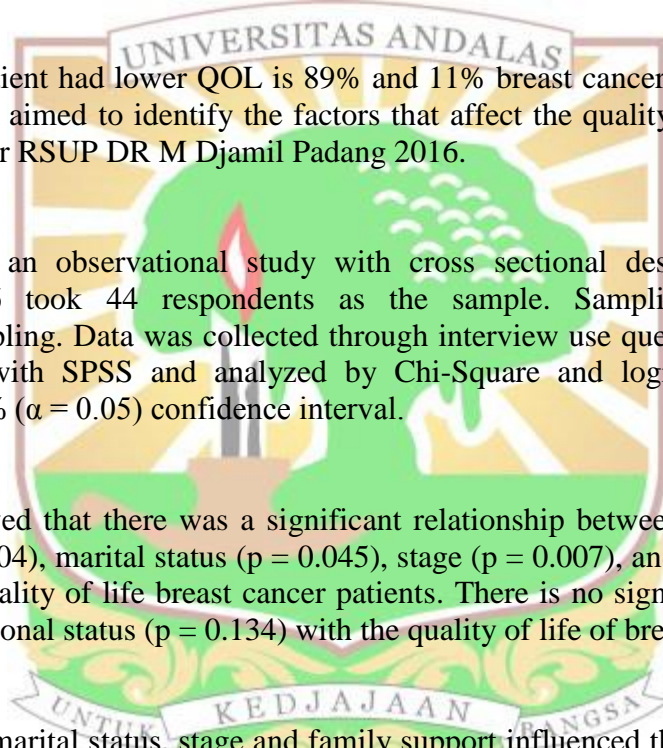 UNIVERSITAS ANDALAS
ient had lower QOL is 89% and 11% breast cancer
aimed to identify the factors that affect the quality
r RSUP DR M Djamil Padang 2016.
an observational study with cross sectional des
took 44 respondents as the sample. Sampli
pling. Data was collected through interview use que
with SPSS and analyzed by Chi-Square and log
% (α = 0.05) confidence interval.
ved that there was a significant relationship betwee
04), marital status (p = 0.045), stage (p = 0.007), an
ality of life breast cancer patients. There is no sign
onal status (p = 0.134) with the quality of life of bre
UNTUK KEDJAJAAN BANGSA
marital status, stage and family support influenced t